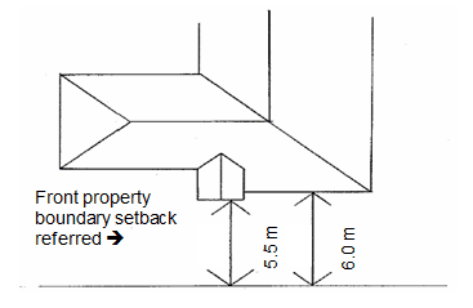 Front property
boundary setback
referred ➔
5.5 m
6.0 m